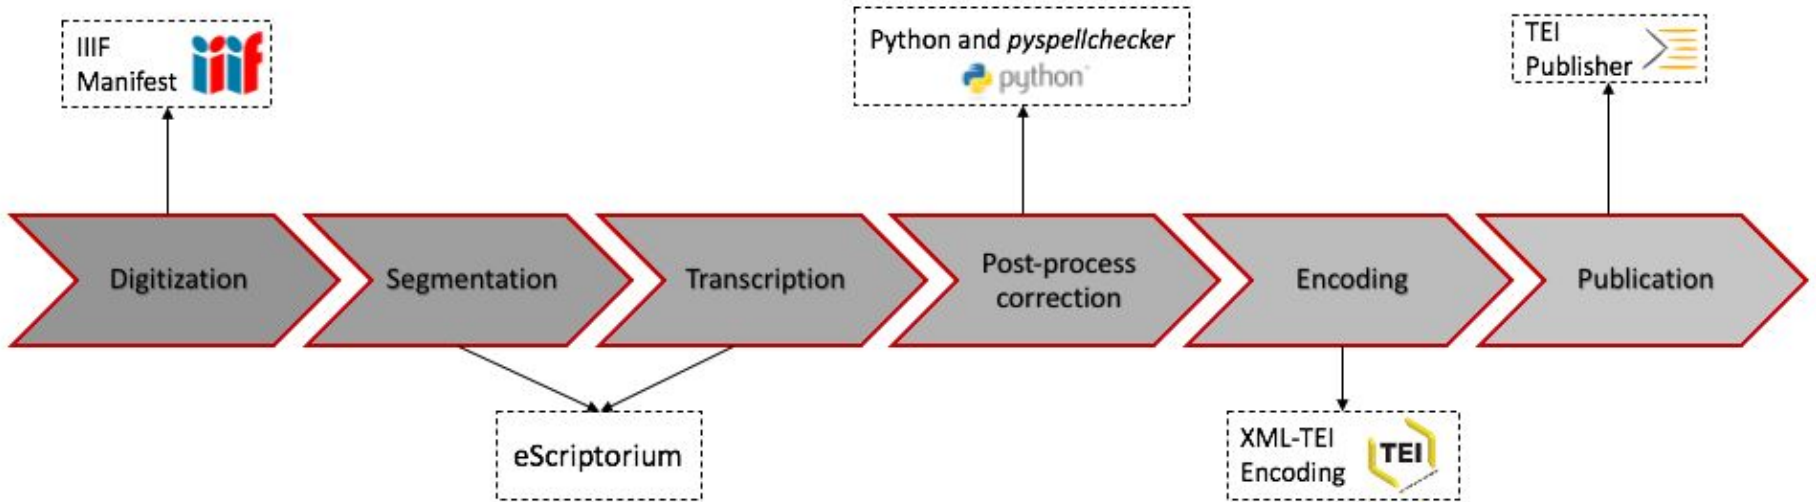 IIIF
Manifest
iiif
Python and pyspellchecker
python
TEI
Publisher
Digitization
Segmentation
Transcription
Post-process
correction
Encoding
Publication
eScriptorium
XML-TEI
Encoding
TEI